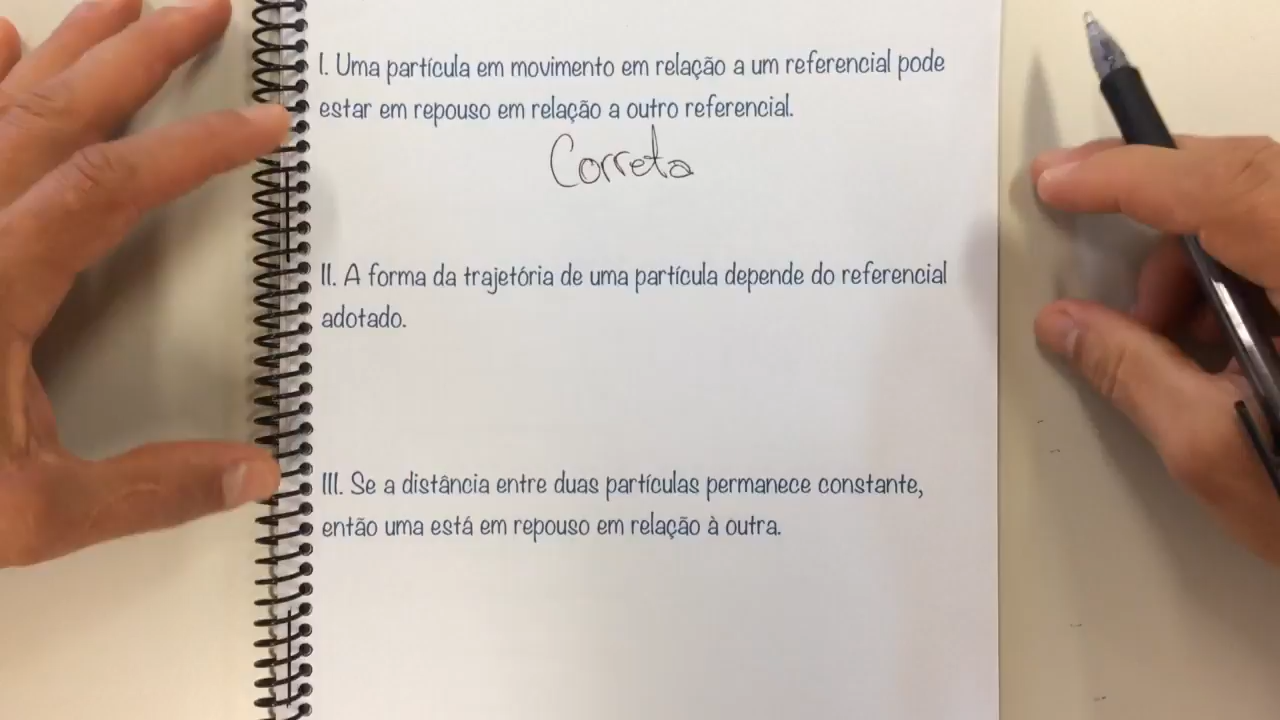 I. Uma partícula em movimento em relação a um referencial pode
estar em repouso em relação a outro referencial.
Correta
II. A forma da trajetória de uma partícula depende do referencial
adotado.
III. Se a distância entre duas partículas permanece constante,
então uma está em repouso em relação à outra.